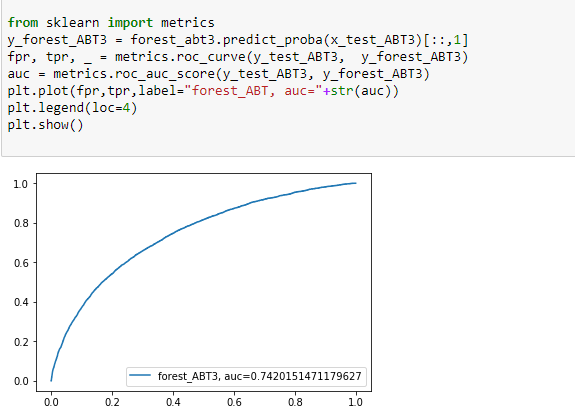 from sklearn import metrics
y_forest_ABT3 = forest_abt3.predict_proba(x_test_ABT3)[::,1]
fpr, tpr, _ = metrics.roc_curve(y_test_ABT3,  y_forest_ABT3)
auc = metrics.roc_auc_score(y_test_ABT3, y_forest_ABT3)
plt.plot(fpr,tpr,label="forest_ABT, auc="+str(auc))
plt.legend(loc=4)
plt.show()
1.0
0.8
0.6
0.4
0.2
0.0
forest_ABT3, auc=0.7420151471179627
0.0 0.2 0.4 0.6 0.8 1.0